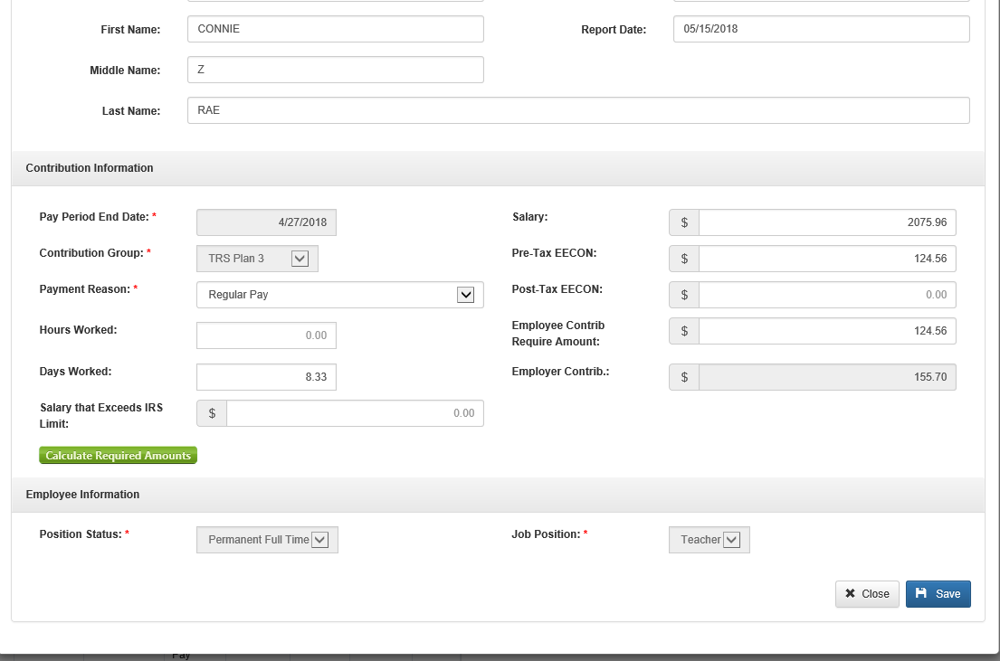 First Name: CONNIE Report Date: 05/15/2018
Middle Name: Z
Last Name: RAE
Contribution Information
Pay Period End Date: * 4/27/2018 Salary: $ 2075.96
Contribution Group: * TRS Plan 3 Pre-Tax EECON: $ 124.56
Payment Reason: * Regular Pay Post-Tax EECON: $ 0.00
Hours Worked: 0.00 Employee Contrib
Require Amount: $ 124.56
Days Worked: 8.33 Employer Contrib.: $ 155.70
Salary that Exceeds IRS
Limit: $ 0.00
Calculate Required Amounts
Employee Information
Position Status: * Permanent Full Time Job Position: * Teacher
Close Save
Pay